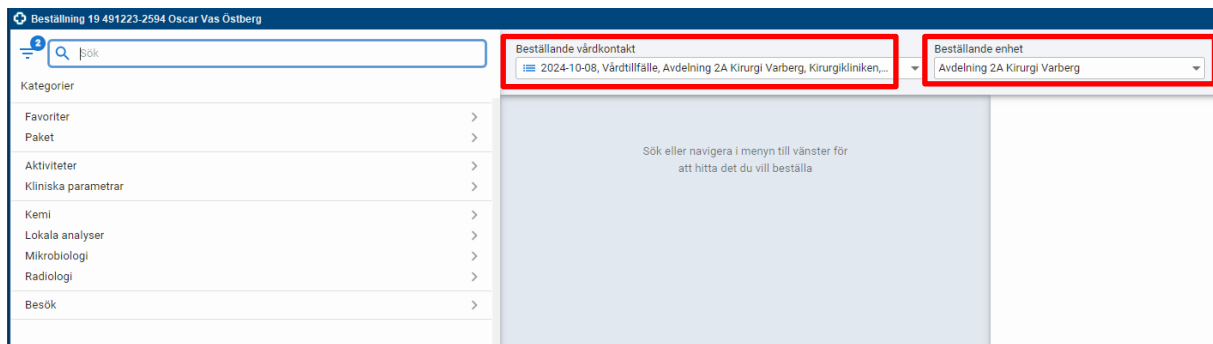 Beställning 19 491223-2594 Oscar Vas Östberg
2
Sök
Kategorier
Favoriter
Paket
Aktiviteter
Kliniska parametrar
Kemi
Lokala analyser
Mikrobiologi
Radiologi
Besök
Beställande vårdkontakt
2024-10-08, Vårdtillfälle, Avdelning 2A Kirurgi Varberg, Kirurgikliniken,...
Beställande enhet
Avdelning 2A Kirurgi Varberg
Sök eller navigera i menyn till vänster för
att hitta det du vill beställa